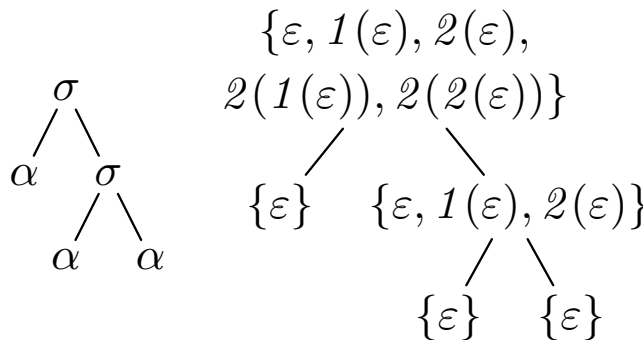 σ
α σ
α α
{ε, 1(ε), 2(ε),
2(1(ε)), 2(2(ε))}
{ε} {ε, 1(ε), 2(ε)}
{ε} {ε}